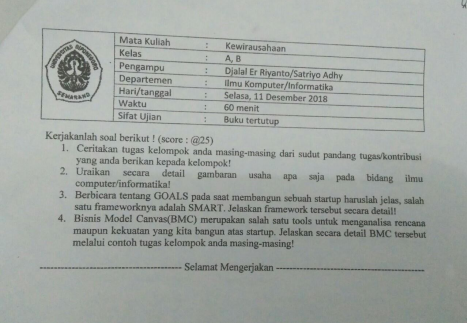 UNIVERSITAS DIPONEGORO
SEMARANG
Mata Kuliah : Kewirausahaan
Kelas : A, B
Pengampu : Djalal Er Riyanto/Satriyo Adhy
Departemen : Ilmu Komputer/Informatika
Hari/tanggal : Selasa, 11 Desember 2018
Waktu : 60 menit
Sifat Ujian : Buku tertutup
Kerjakanlah soal berikut ! (score : @25)
1. Ceritakan tugas kelompok anda masing-masing dari sudut pandang tugas/kontribusi
yang anda berikan kepada kelompok!
2. Uraikan secara detail gambaran usaha apa saja pada bidang ilmu
computer/informatika!
3. Berbicara tentang GOALS pada saat membangun sebuah startup haruslah jelas, salah
satu frameworknya adalah SMART. Jelaskan framework tersebut secara detail!
4. Bisnis Model Canvas(BMC) merupakan salah satu tools untuk menganalisa rencana
maupun kekuatan yang kita bangun atas startup. Jelaskan secara detail BMC tersebut
melalui contoh tugas kelompok anda masing-masing!
---------------------------------- Selamat Mengerjakan ----------------------------------